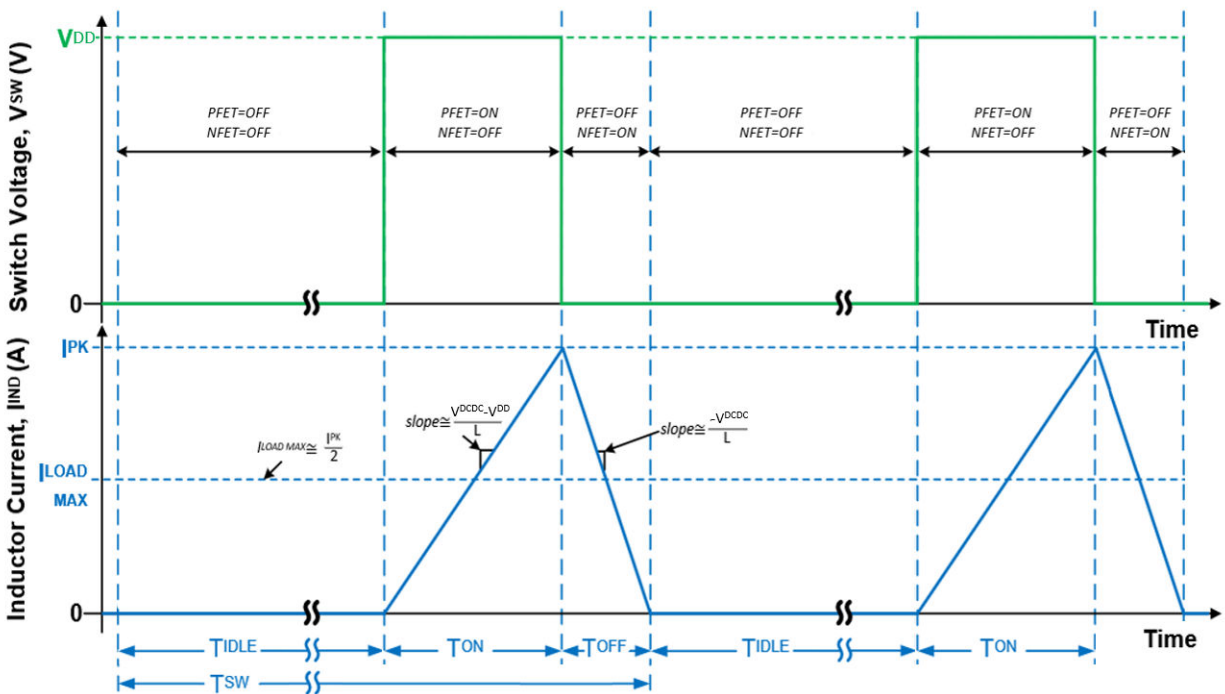 Switch Voltage, VSW (V)
VDD
PFET=OFF
NFET=OFF
PFET=ON
NFET=OFF
PFET=OFF
NFET=ON
PFET=OFF
NFET=OFF
PFET=ON
NFET=OFF
PFET=OFF
NFET=ON
0
Time
Inductor Current, IIND (A)
IPK
slope≅ VDCDC-VDD
L
slope≅ -VDCDC
L
ILOAD MAX≅ IPK
2
ILOAD
MAX
0
Time
TIDLE
TON
TOFF
TIDLE
TON
TSW